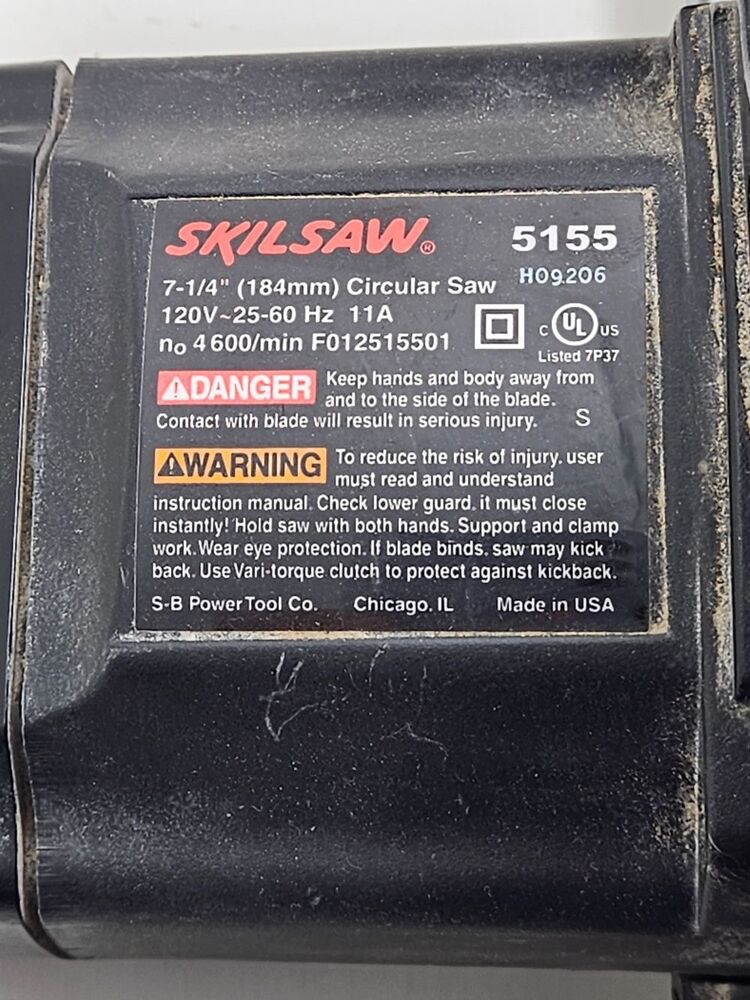 SKILSAW® 5155
7-1/4" (184mm) Circular Saw H09206
120V~25-60 Hz 11A
no 4600/min F012515501 C UL US
Listed 7P37
⚠DANGER Keep hands and body away from
and to the side of the blade.
Contact with blade will result in serious injury. S
⚠WARNING To reduce the risk of injury, user
must read and understand
instruction manual. Check lower guard, it must close
instantly! Hold saw with both hands. Support and clamp
work. Wear eye protection. If blade binds, saw may kick
back. Use Vari-torque clutch to protect against kickback.
S-B Power Tool Co. Chicago, IL Made in USA